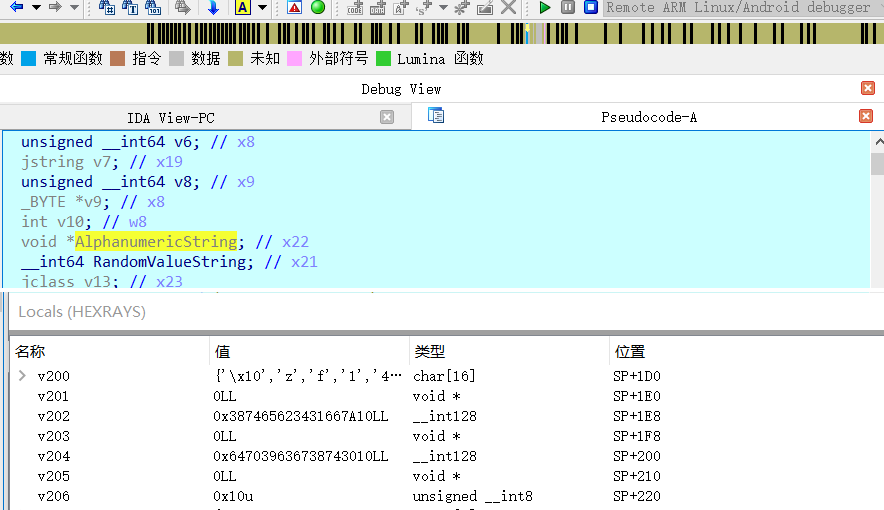 Remote ARM Linux/Android debugger
数 常规函数 指令 数据 未知 外部符号 Lumina 函数
Debug View
IDA View-PC Pseudocode-A
unsigned __int64 v6; // x8
jstring v7; // x19
unsigned __int64 v8; // x9
_BYTE *v9; // x8
int v10; // w8
void *AlphanumericString; // x22
__int64 RandomValueString; // x21
jclass v13; // x23
Locals (HEXRAYS)
名称 值 类型 位置
v200 {'\x10','z','f','1','4… char[16] SP+1D0
v201 0LL void * SP+1E0
v202 0x387465623431667A10LL __int128 SP+1E8
v203 0LL void * SP+1F8
v204 0x647039636738743010LL __int128 SP+200
v205 0LL void * SP+210
v206 0x10u unsigned __int8 SP+220